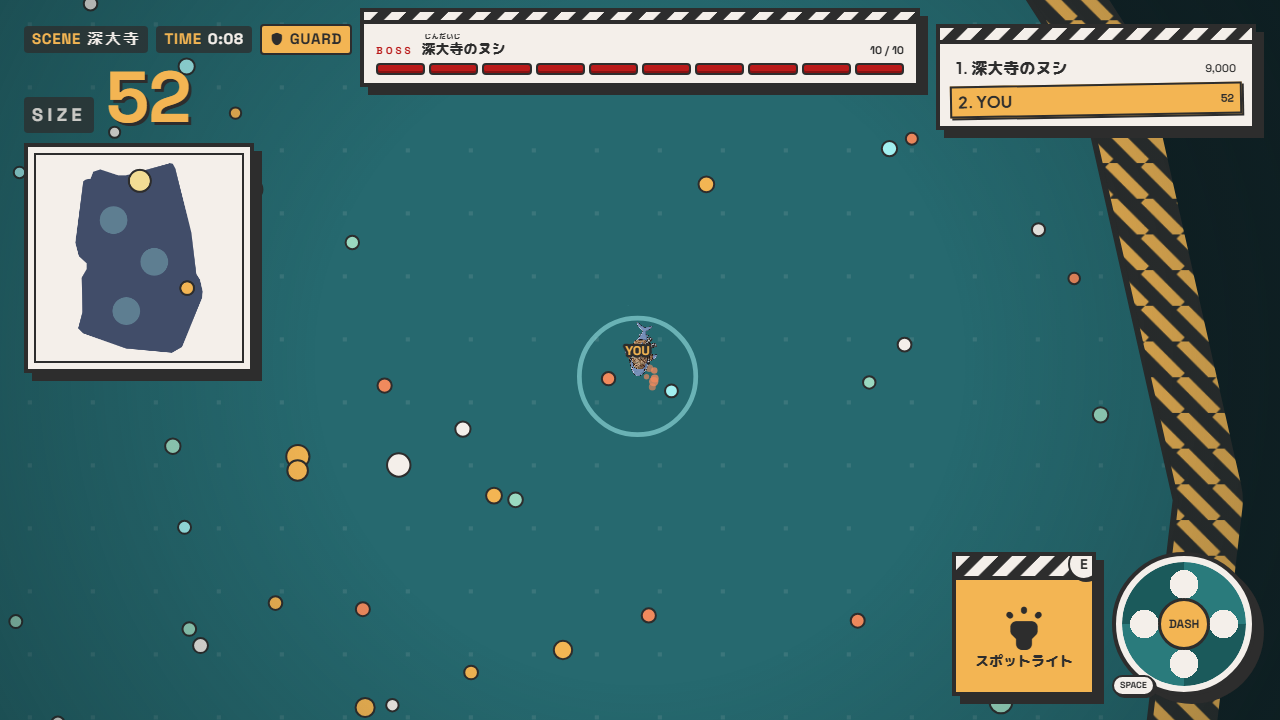 SCENE 深大寺
TIME 0:08
GUARD
SIZE 52
じんだいじ
BOSS 深大寺のヌシ 10 / 10
1. 深大寺のヌシ 9,000
2. YOU 52
YOU
E
スポットライト
DASH
SPACE